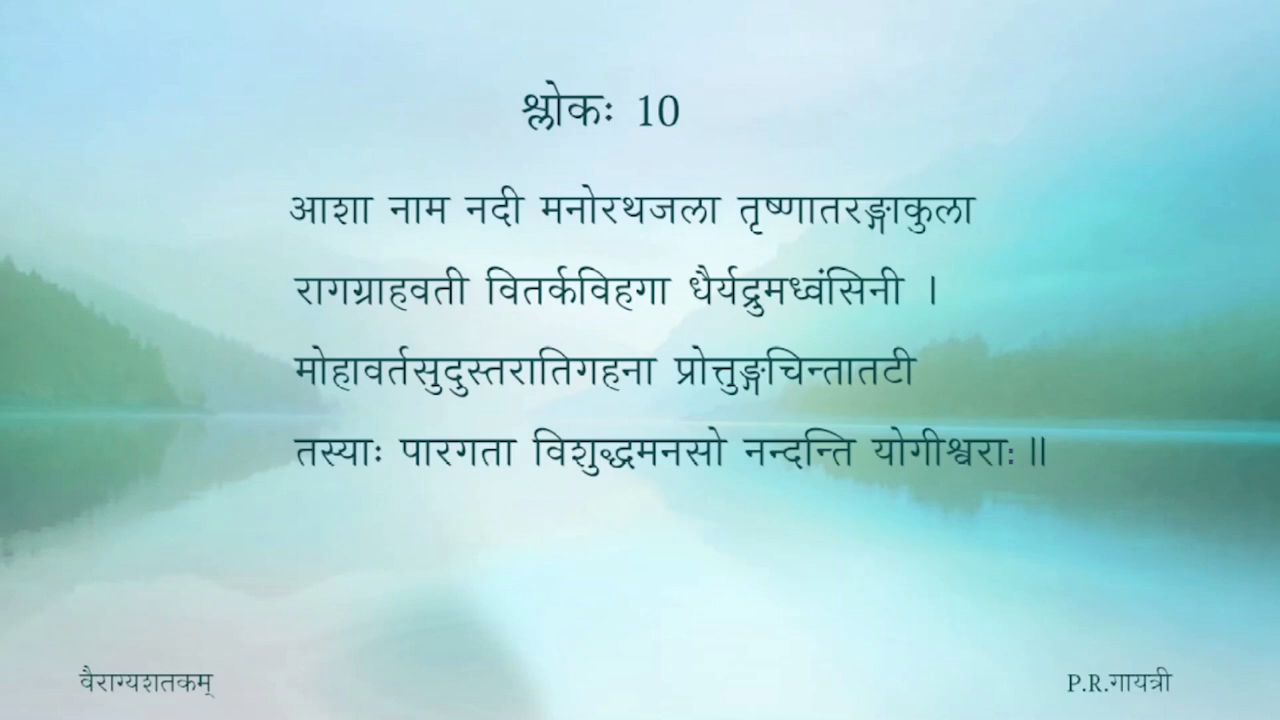 श्लोकः 10
आशा नाम नदी मनोरथजला तृष्णातरङ्गाकुला
रागग्राहवती वितर्कविहगा धैर्यद्रुमध्वंसिनी ।
मोहावर्तसुदुस्तरातिगहना प्रोत्तुङ्गचिन्तातटी
तस्याः पारगता विशुद्धमनसो नन्दन्ति योगीश्वराः ॥
वैराग्यशतकम् P.R.गायत्री